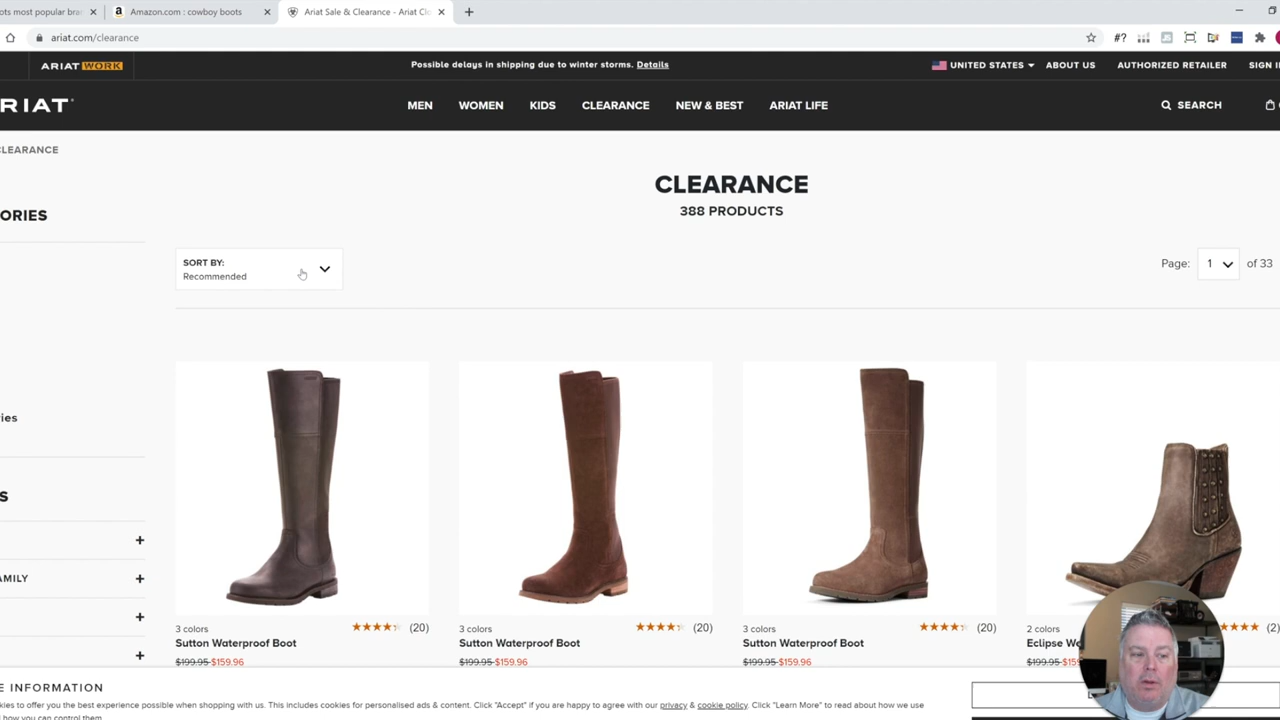 ots most popular bra
Amazon.com : cowboy boots
Ariat Sale & Clearance - Ariat Clo
ariat.com/clearance
#?
ARIAT WORK
Possible delays in shipping due to winter storms. Details
UNITED STATES
ABOUT US
AUTHORIZED RETAILER
SIGN I
RIAT
MEN
WOMEN
KIDS
CLEARANCE
NEW & BEST
ARIAT LIFE
SEARCH
CLEARANCE
CLEARANCE
388 PRODUCTS
ORIES
SORT BY:
Recommended
Page: 1 of 33
ies
S
AMILY
3 colors (20)
Sutton Waterproof Boot
$199.95 $159.96
3 colors (20)
Sutton Waterproof Boot
$199.95 $159.96
3 colors (20)
Sutton Waterproof Boot
$199.95 $159.96
2 colors (2)
Eclipse We
$199.95 $159
E INFORMATION
kies to offer you the best experience possible when shopping with us. This includes cookies for personalised ads & content. Click "Accept" if you are happy to agree with our privacy & cookie policy. Click "Learn More" to read about how we use
how you can control them.